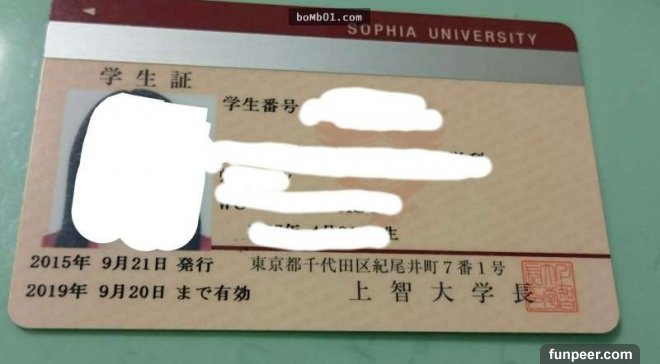 boмb01.com
SOPHIA UNIVERSITY
学生証
学生番号
2015年 9月21日 発行
東京都千代田区紀尾井町7番1号
2019年 9月20日 まで有効
上智大学長
funpeer.com